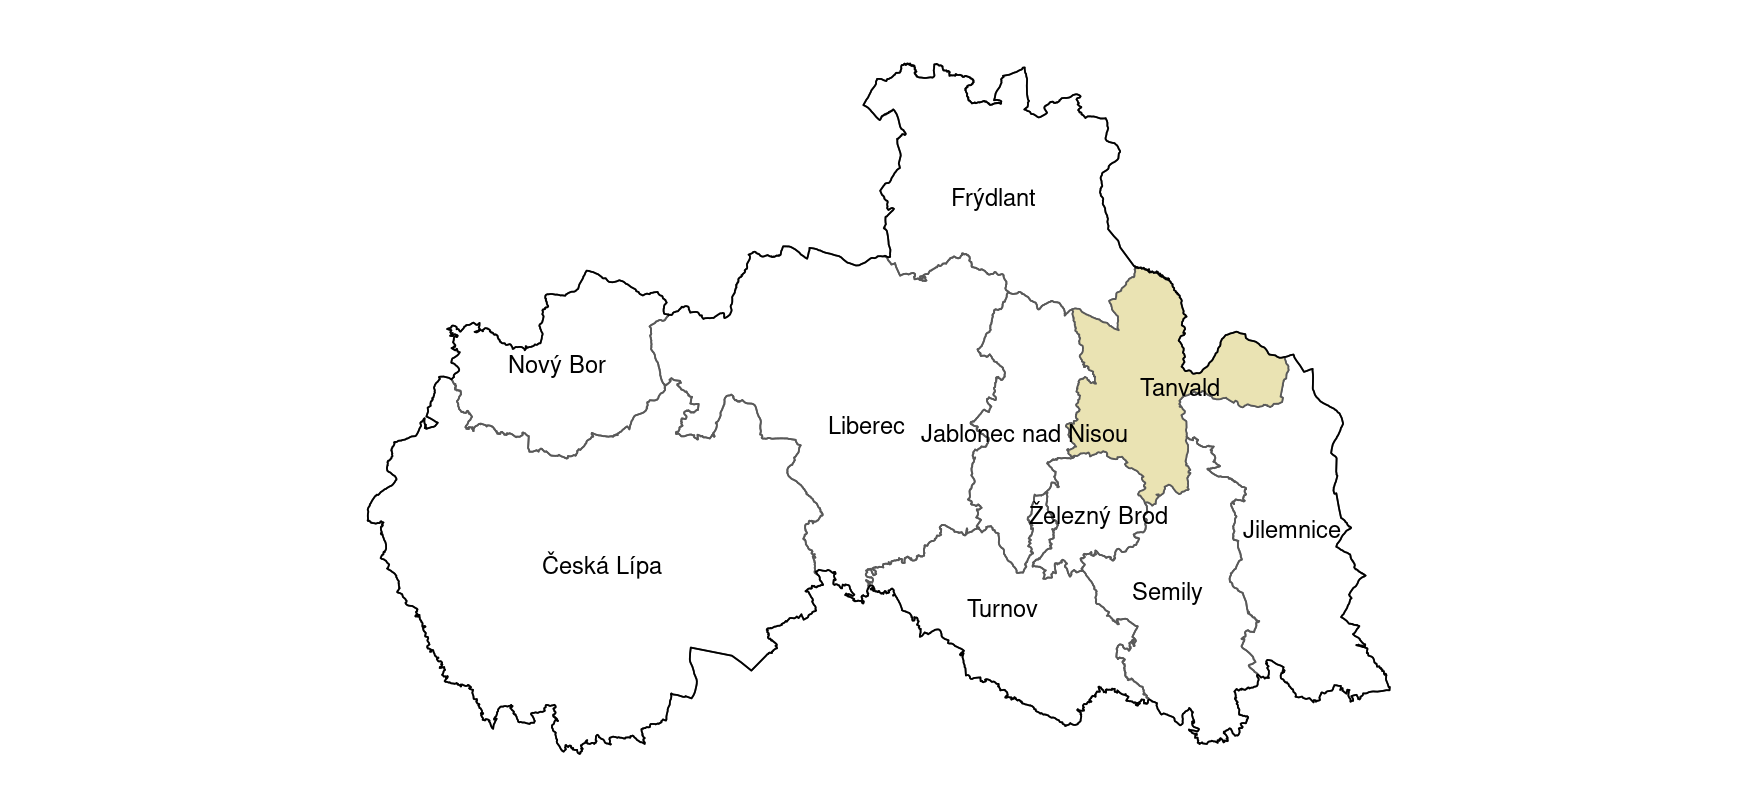 Frýdlant
Nový Bor
Tanvald
Liberec
Jablonec nad Nisou
Železný Brod
Jilemnice
Česká Lípa
Semily
Turnov